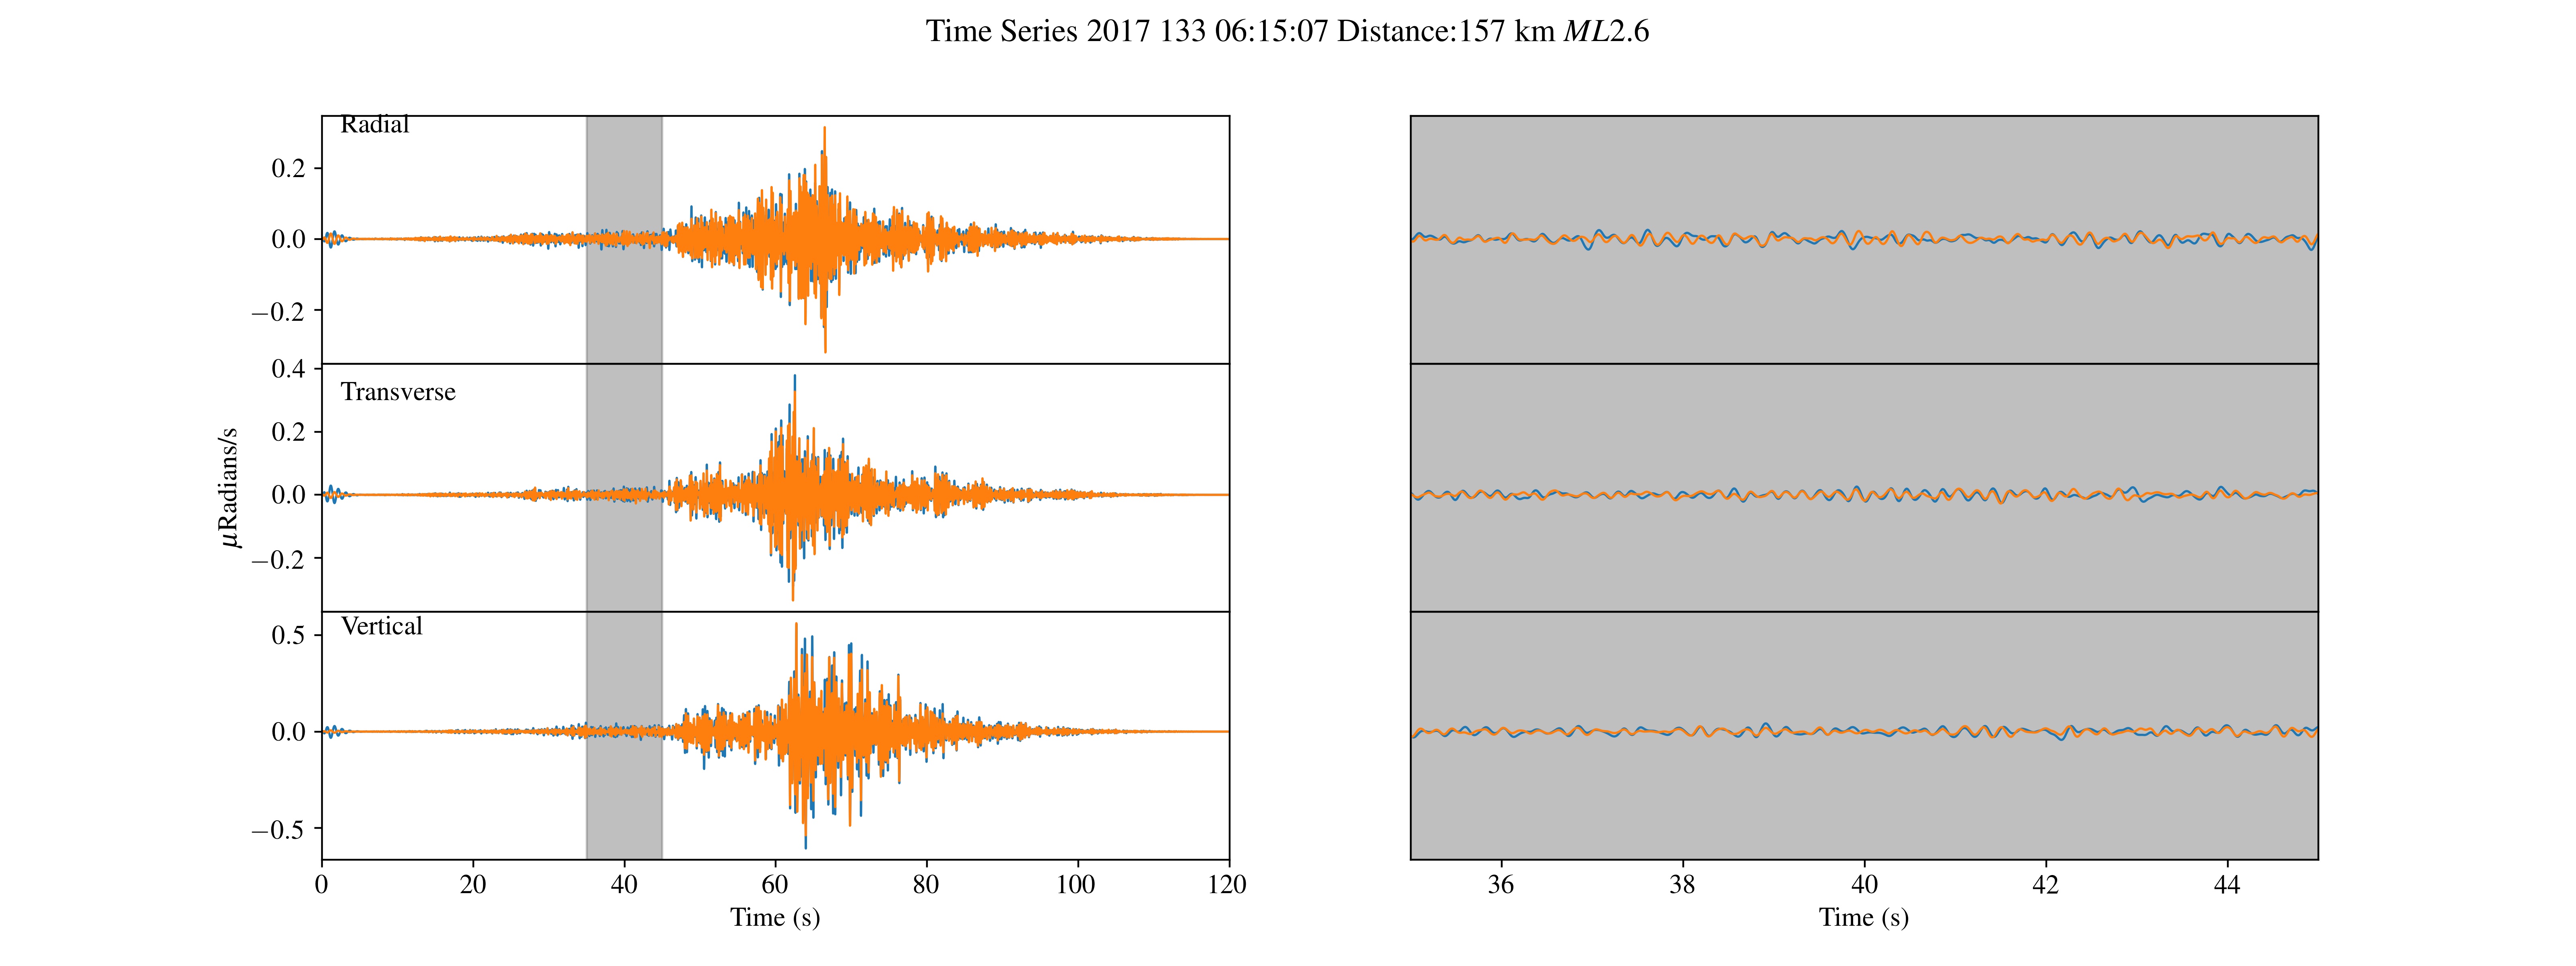 Time Series 2017 133 06:15:07 Distance:157 km ML2.6
Radial
0.2
0.0
−0.2
Transverse
0.4
0.2
0.0
−0.2
μRadians/s
Vertical
0.5
0.0
−0.5
0 20 40 60 80 100 120
Time (s)
36 38 40 42 44
Time (s)